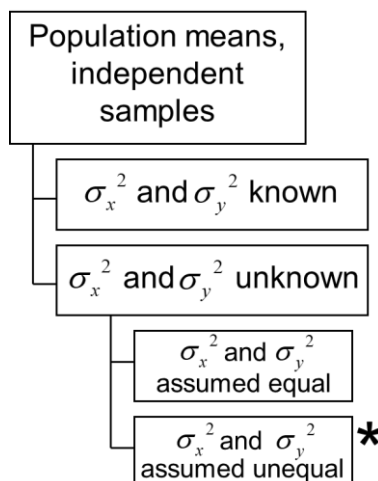 Population means,
independent
samples
σx² and σy² known
σx² and σy² unknown
σx² and σy²
assumed equal
σx² and σy²
assumed unequal *